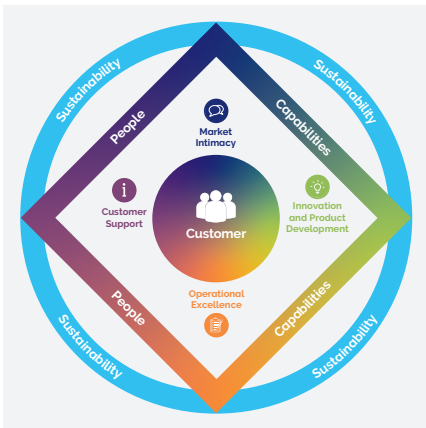 Sustainability
Sustainability
People
Capabilities
Market
Intimacy
Customer
Support
Innovation
and Product
Development
Customer
Operational
Excellence
People
Capabilities
Sustainability
Sustainability